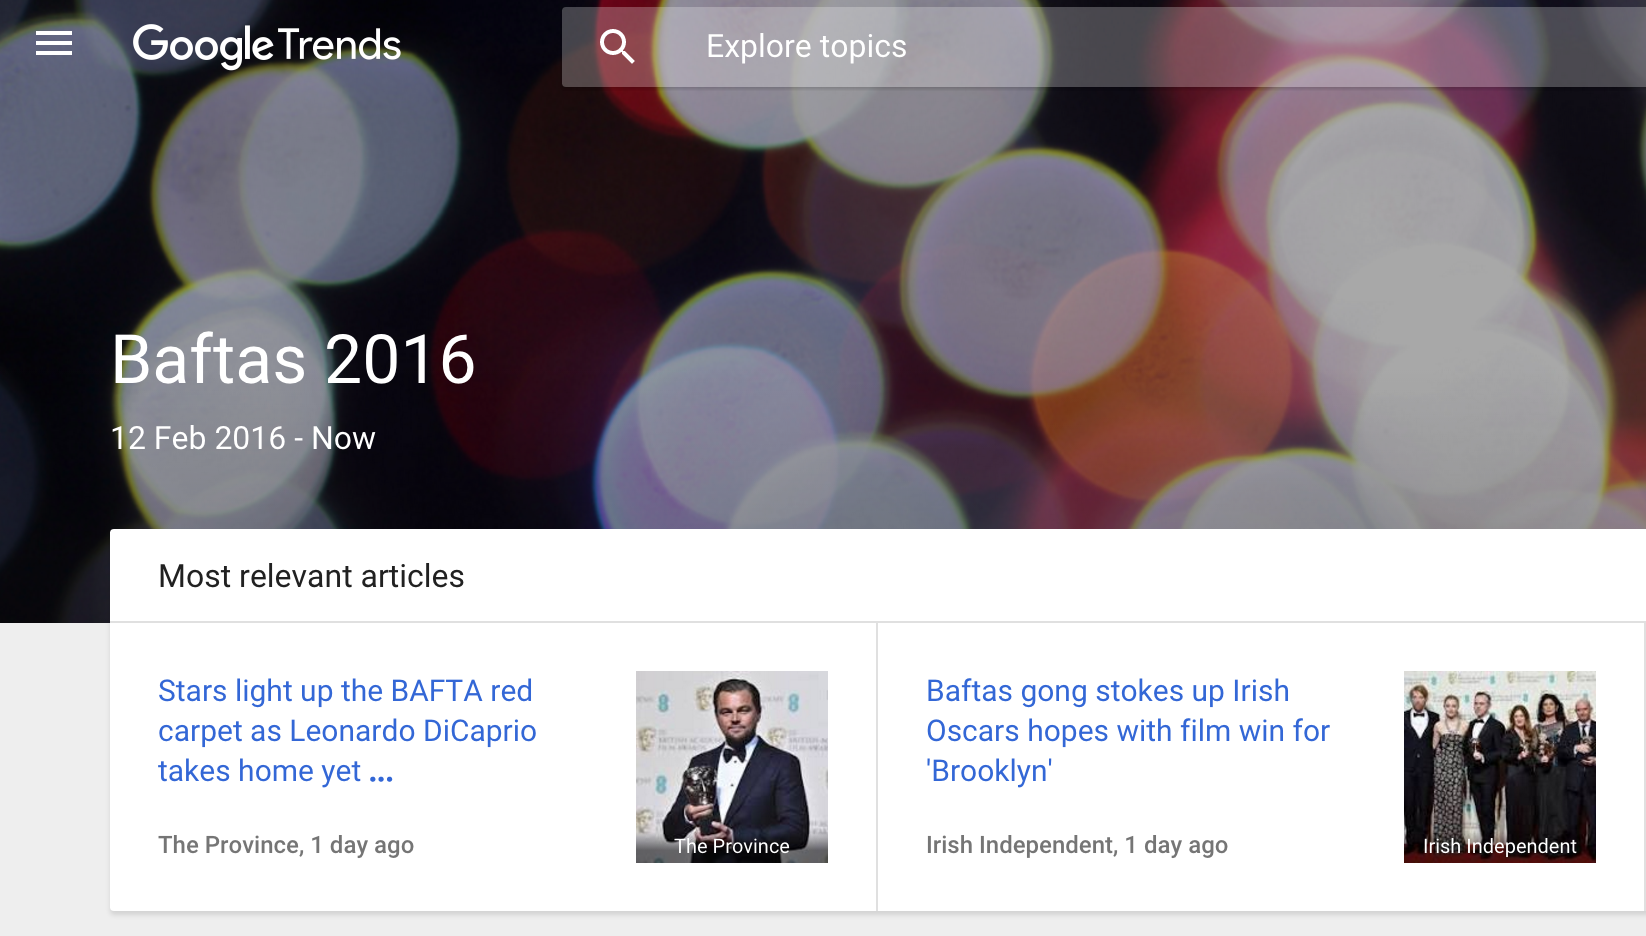 Google Trends
Explore topics
Baftas 2016
12 Feb 2016 - Now
Most relevant articles
Stars light up the BAFTA red
carpet as Leonardo DiCaprio
takes home yet ...
The Province, 1 day ago
The Province
Baftas gong stokes up Irish
Oscars hopes with film win for
'Brooklyn'
Irish Independent, 1 day ago
Irish Independent